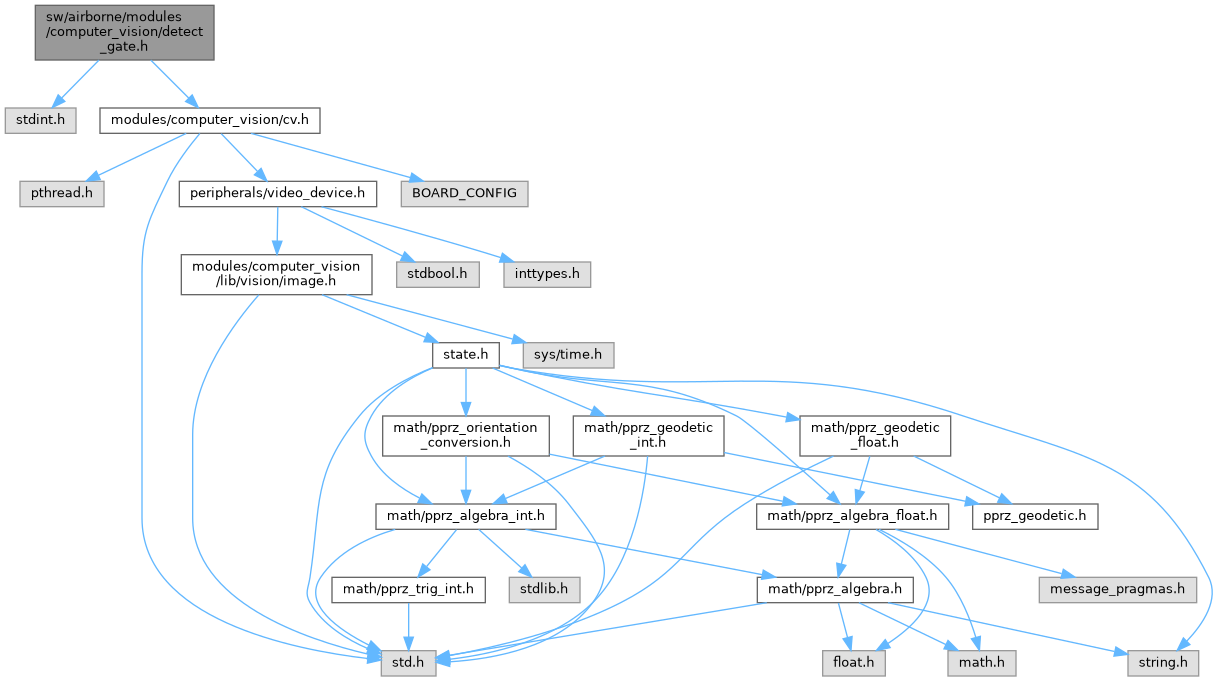 sw/airborne/modules
/computer_vision/detect
_gate.h
stdint.h
modules/computer_vision/cv.h
pthread.h
peripherals/video_device.h
BOARD_CONFIG
modules/computer_vision
/lib/vision/image.h
stdbool.h
inttypes.h
state.h
sys/time.h
math/pprz_orientation
_conversion.h
math/pprz_geodetic
_int.h
math/pprz_geodetic
_float.h
math/pprz_algebra_int.h
math/pprz_algebra_float.h
pprz_geodetic.h
math/pprz_trig_int.h
stdlib.h
math/pprz_algebra.h
message_pragmas.h
std.h
float.h
math.h
string.h